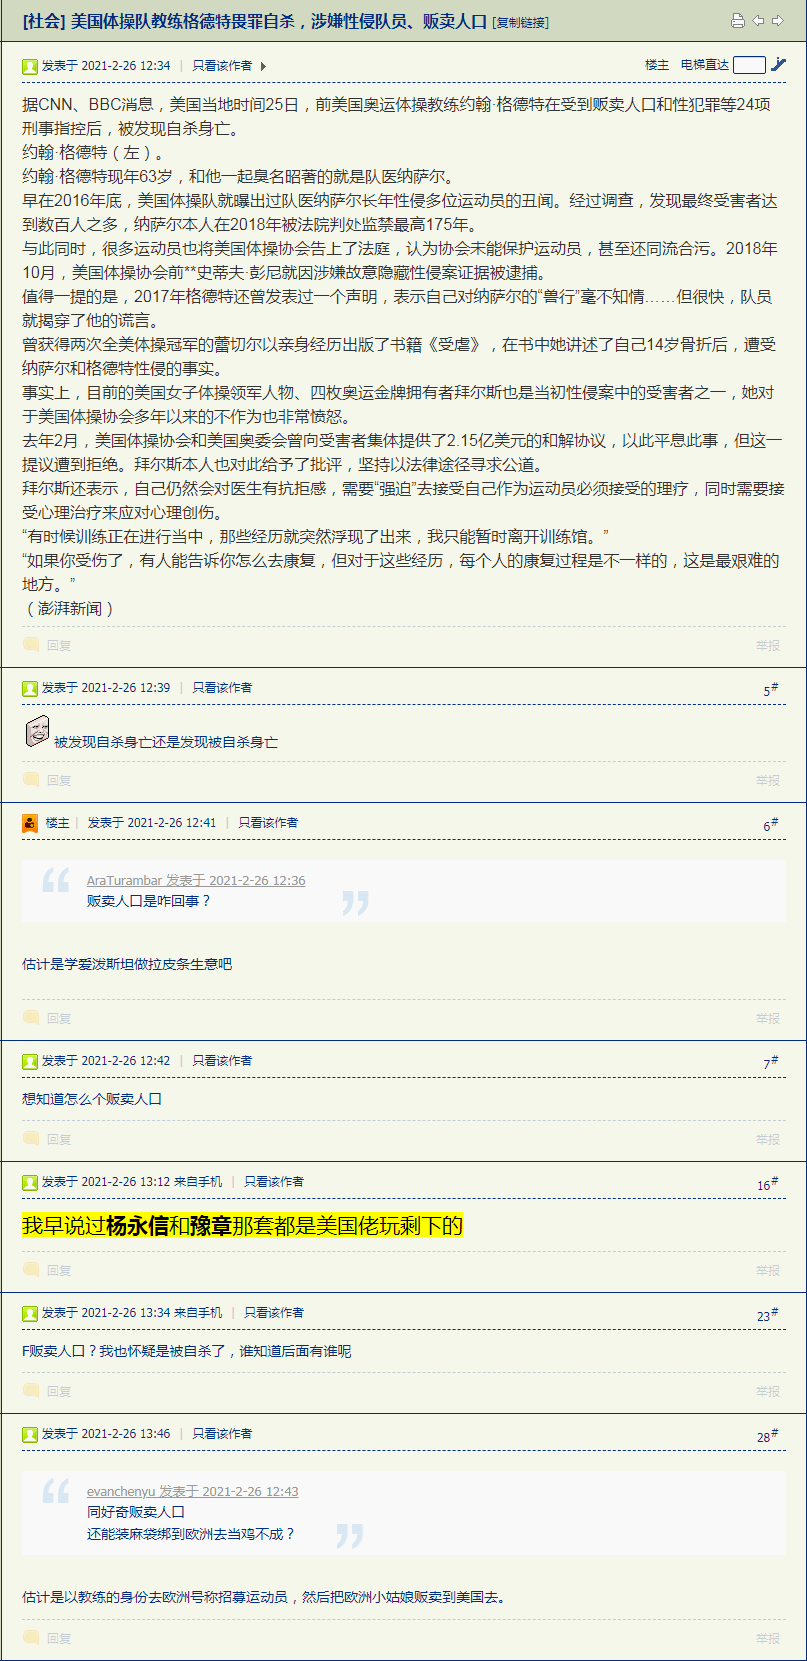 [社会] 美国体操队教练格德特畏罪自杀，涉嫌性侵队员、贩卖人口 [复制链接]
发表于 2021-2-26 12:34 | 只看该作者
楼主 电梯直达
据CNN、BBC消息，美国当地时间25日，前美国奥运体操教练约翰·格德特在受到贩卖人口和性犯罪等24项
刑事指控后，被发现自杀身亡。
约翰·格德特（左）。
约翰·格德特现年63岁，和他一起臭名昭著的就是队医纳萨尔。
早在2016年底，美国体操队就曝出过队医纳萨尔长年性侵多位运动员的丑闻。经过调查，发现最终受害者达
到数百人之多，纳萨尔本人在2018年被法院判处监禁最高175年。
与此同时，很多运动员也将美国体操协会告上了法庭，认为协会未能保护运动员，甚至还同流合污。2018年
10月，美国体操协会前**史蒂夫·彭尼就因涉嫌故意隐藏性侵案证据被逮捕。
值得一提的是，2017年格德特还曾发表过一个声明，表示自己对纳萨尔的“兽行”毫不知情……但很快，队员
就揭穿了他的谎言。
曾获得两次全美体操冠军的蕾切尔以亲身经历出版了书籍《受虐》，在书中她讲述了自己14岁骨折后，遭受
纳萨尔和格德特性侵的事实。
事实上，目前的美国女子体操领军人物、四枚奥运金牌拥有者拜尔斯也是当初性侵案中的受害者之一，她对
于美国体操协会多年以来的不作为也非常愤怒。
去年2月，美国体操协会和美国奥委会曾向受害者集体提供了2.15亿美元的和解协议，以此平息此事，但这一
提议遭到拒绝。拜尔斯本人也对此给予了批评，坚持以法律途径寻求公道。
拜尔斯还表示，自己仍然会对医生有抗拒感，需要“强迫”去接受自己作为运动员必须接受的理疗，同时需要接
受心理治疗来应对心理创伤。
“有时候训练正在进行当中，那些经历就突然浮现了出来，我只能暂时离开训练馆。”
“如果你受伤了，有人能告诉你怎么去康复，但对于这些经历，每个人的康复过程是不一样的，这是最艰难的
地方。”
（澎湃新闻）
回复 举报
发表于 2021-2-26 12:39 | 只看该作者 5#
被发现自杀身亡还是发现被自杀身亡
回复 举报
楼主 | 发表于 2021-2-26 12:41 | 只看该作者 6#
AraTurambar 发表于 2021-2-26 12:36
贩卖人口是咋回事？
估计是学爱泼斯坦做拉皮条生意吧
回复 举报
发表于 2021-2-26 12:42 | 只看该作者 7#
想知道怎么个贩卖人口
回复 举报
发表于 2021-2-26 13:12 来自手机 | 只看该作者 16#
我早说过杨永信和豫章那套都是美国佬玩剩下的
回复 举报
发表于 2021-2-26 13:34 来自手机 | 只看该作者 23#
F贩卖人口？我也怀疑是被自杀了，谁知道后面有谁呢
回复 举报
发表于 2021-2-26 13:46 | 只看该作者 28#
evanchenyu 发表于 2021-2-26 12:43
同好奇贩卖人口
还能装麻袋绑到欧洲去当鸡不成？
估计是以教练的身份去欧洲号称招募运动员，然后把欧洲小姑娘贩卖到美国去。
回复 举报